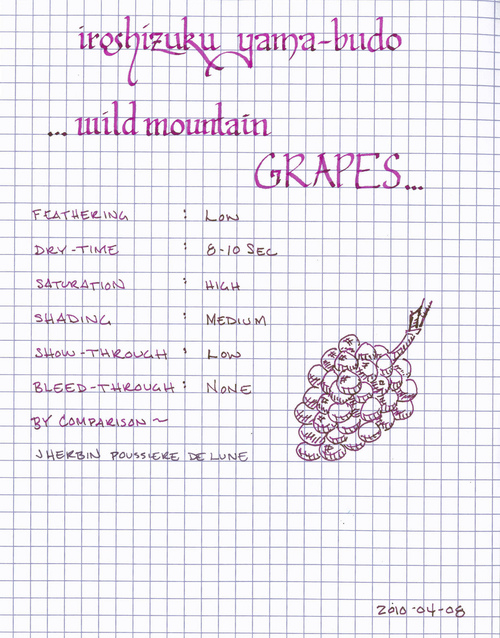 iroshizuku yama-budo
... wild mountain
GRAPES...
FEATHERING : LOW
DRY-TIME : 8-10 SEC
SATURATION : HIGH
SHADING : MEDIUM
SHOW-THROUGH : LOW
BLEED-THROUGH : NONE
BY COMPARISON ~
JHERBIN POUSSIERE DE LUNE
2010-04-08